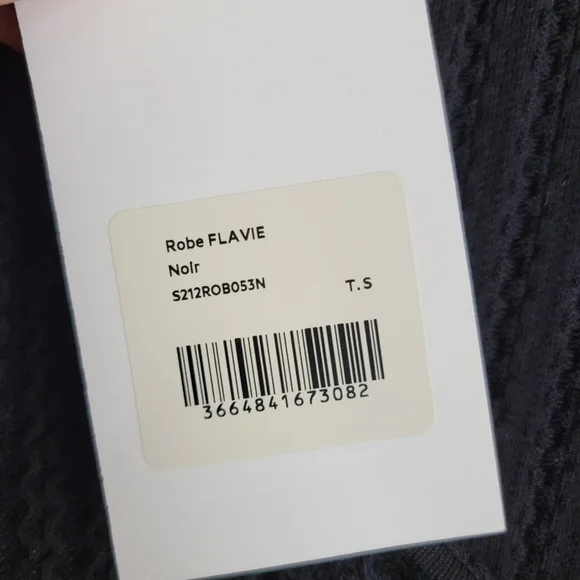 Robe FLAVIE
Noir
S212ROB053N T.S
3664841673082